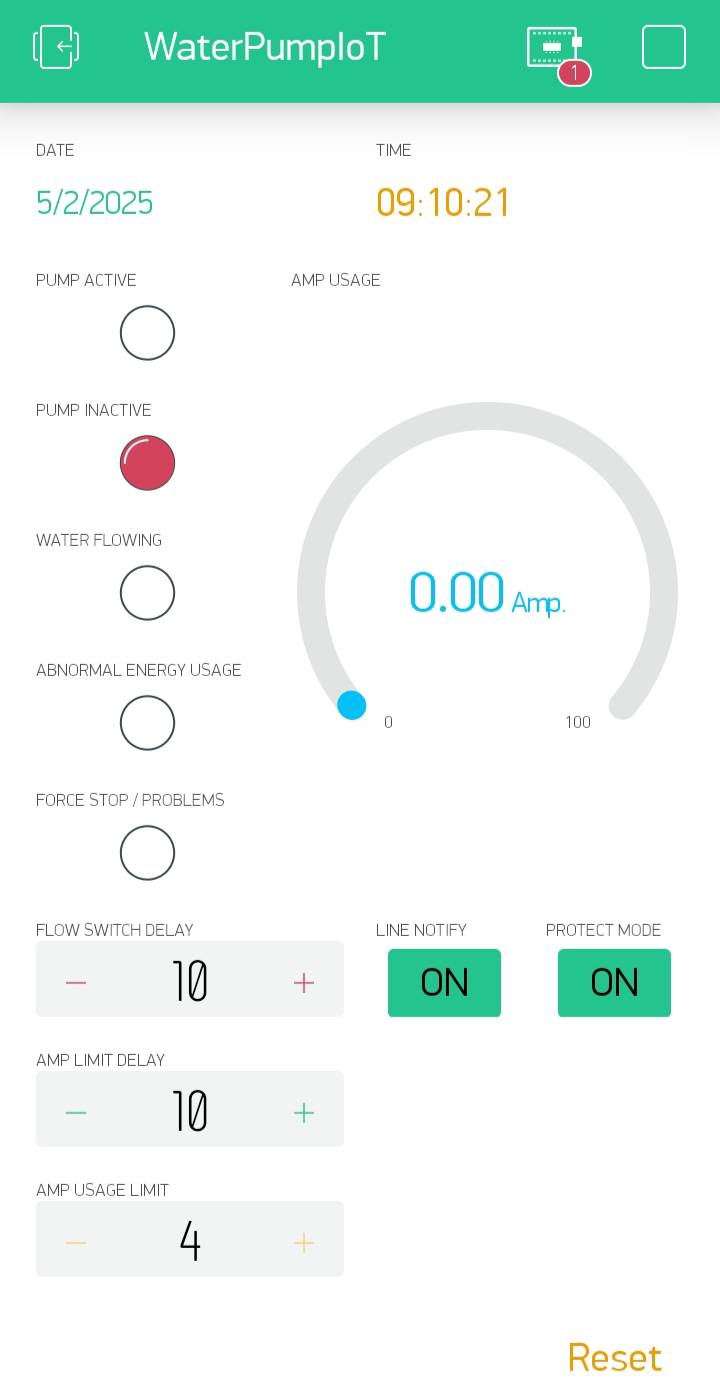 WaterPumpIoT
1
DATE
TIME
5/2/2025
09:10:21
PUMP ACTIVE
AMP USAGE
PUMP INACTIVE
WATER FLOWING
0.00 Amp.
ABNORMAL ENERGY USAGE
0
100
FORCE STOP / PROBLEMS
FLOW SWITCH DELAY
LINE NOTIFY
PROTECT MODE
− 10 +
ON
ON
AMP LIMIT DELAY
− 10 +
AMP USAGE LIMIT
− 4 +
Reset